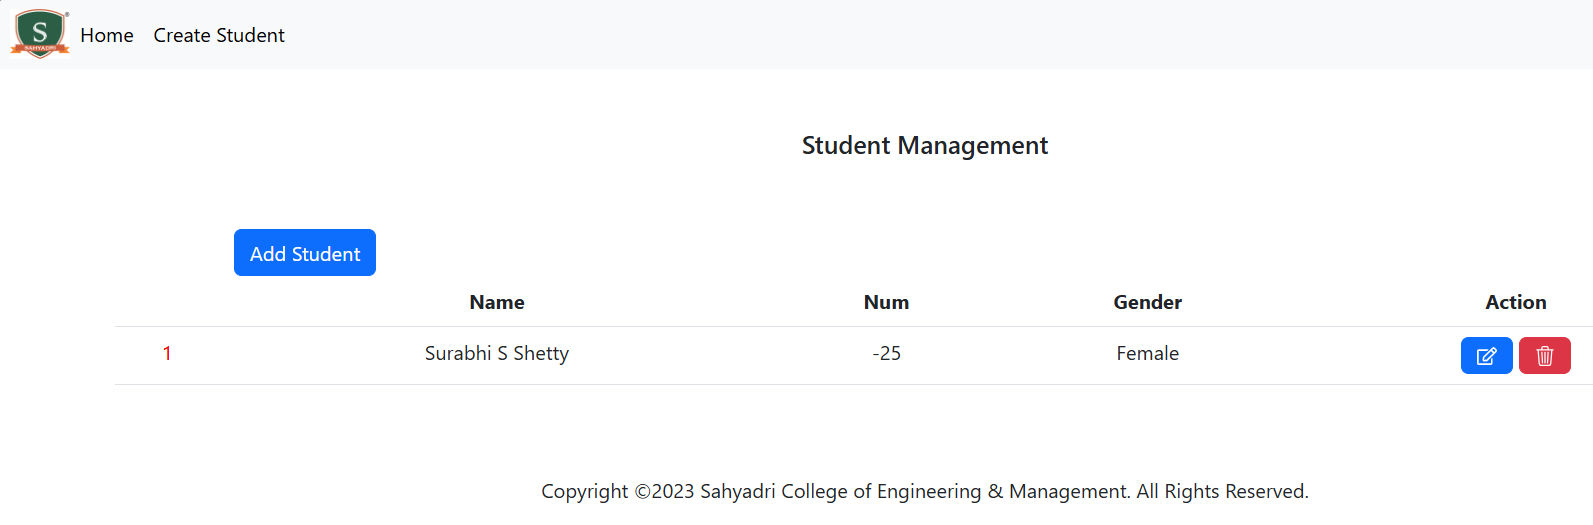 S
SAHYADRI
Home Create Student
Student Management
Add Student
Name Num Gender Action
1 Surabhi S Shetty -25 Female
Copyright ©2023 Sahyadri College of Engineering & Management. All Rights Reserved.